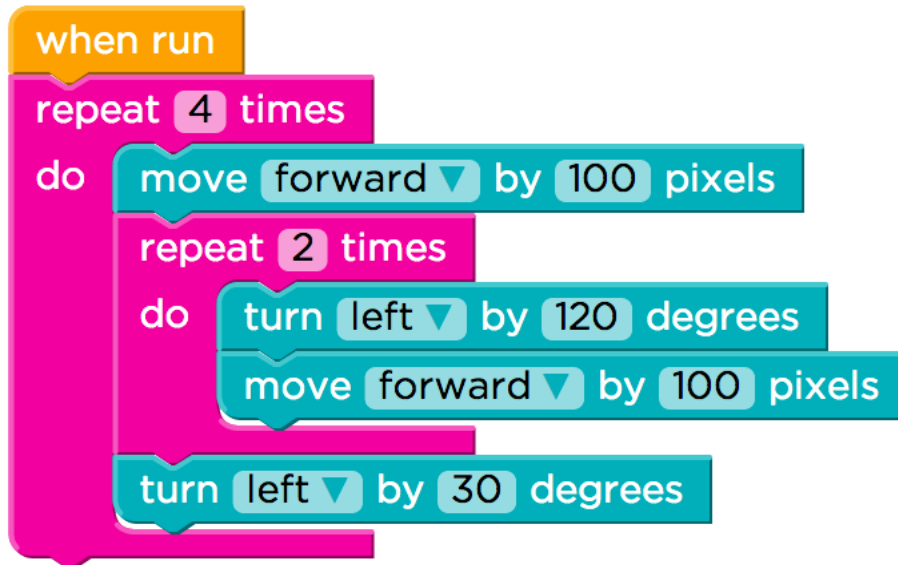 when run
repeat 4 times
do move forward ▼ by 100 pixels
repeat 2 times
do turn left ▼ by 120 degrees
move forward ▼ by 100 pixels
turn left ▼ by 30 degrees